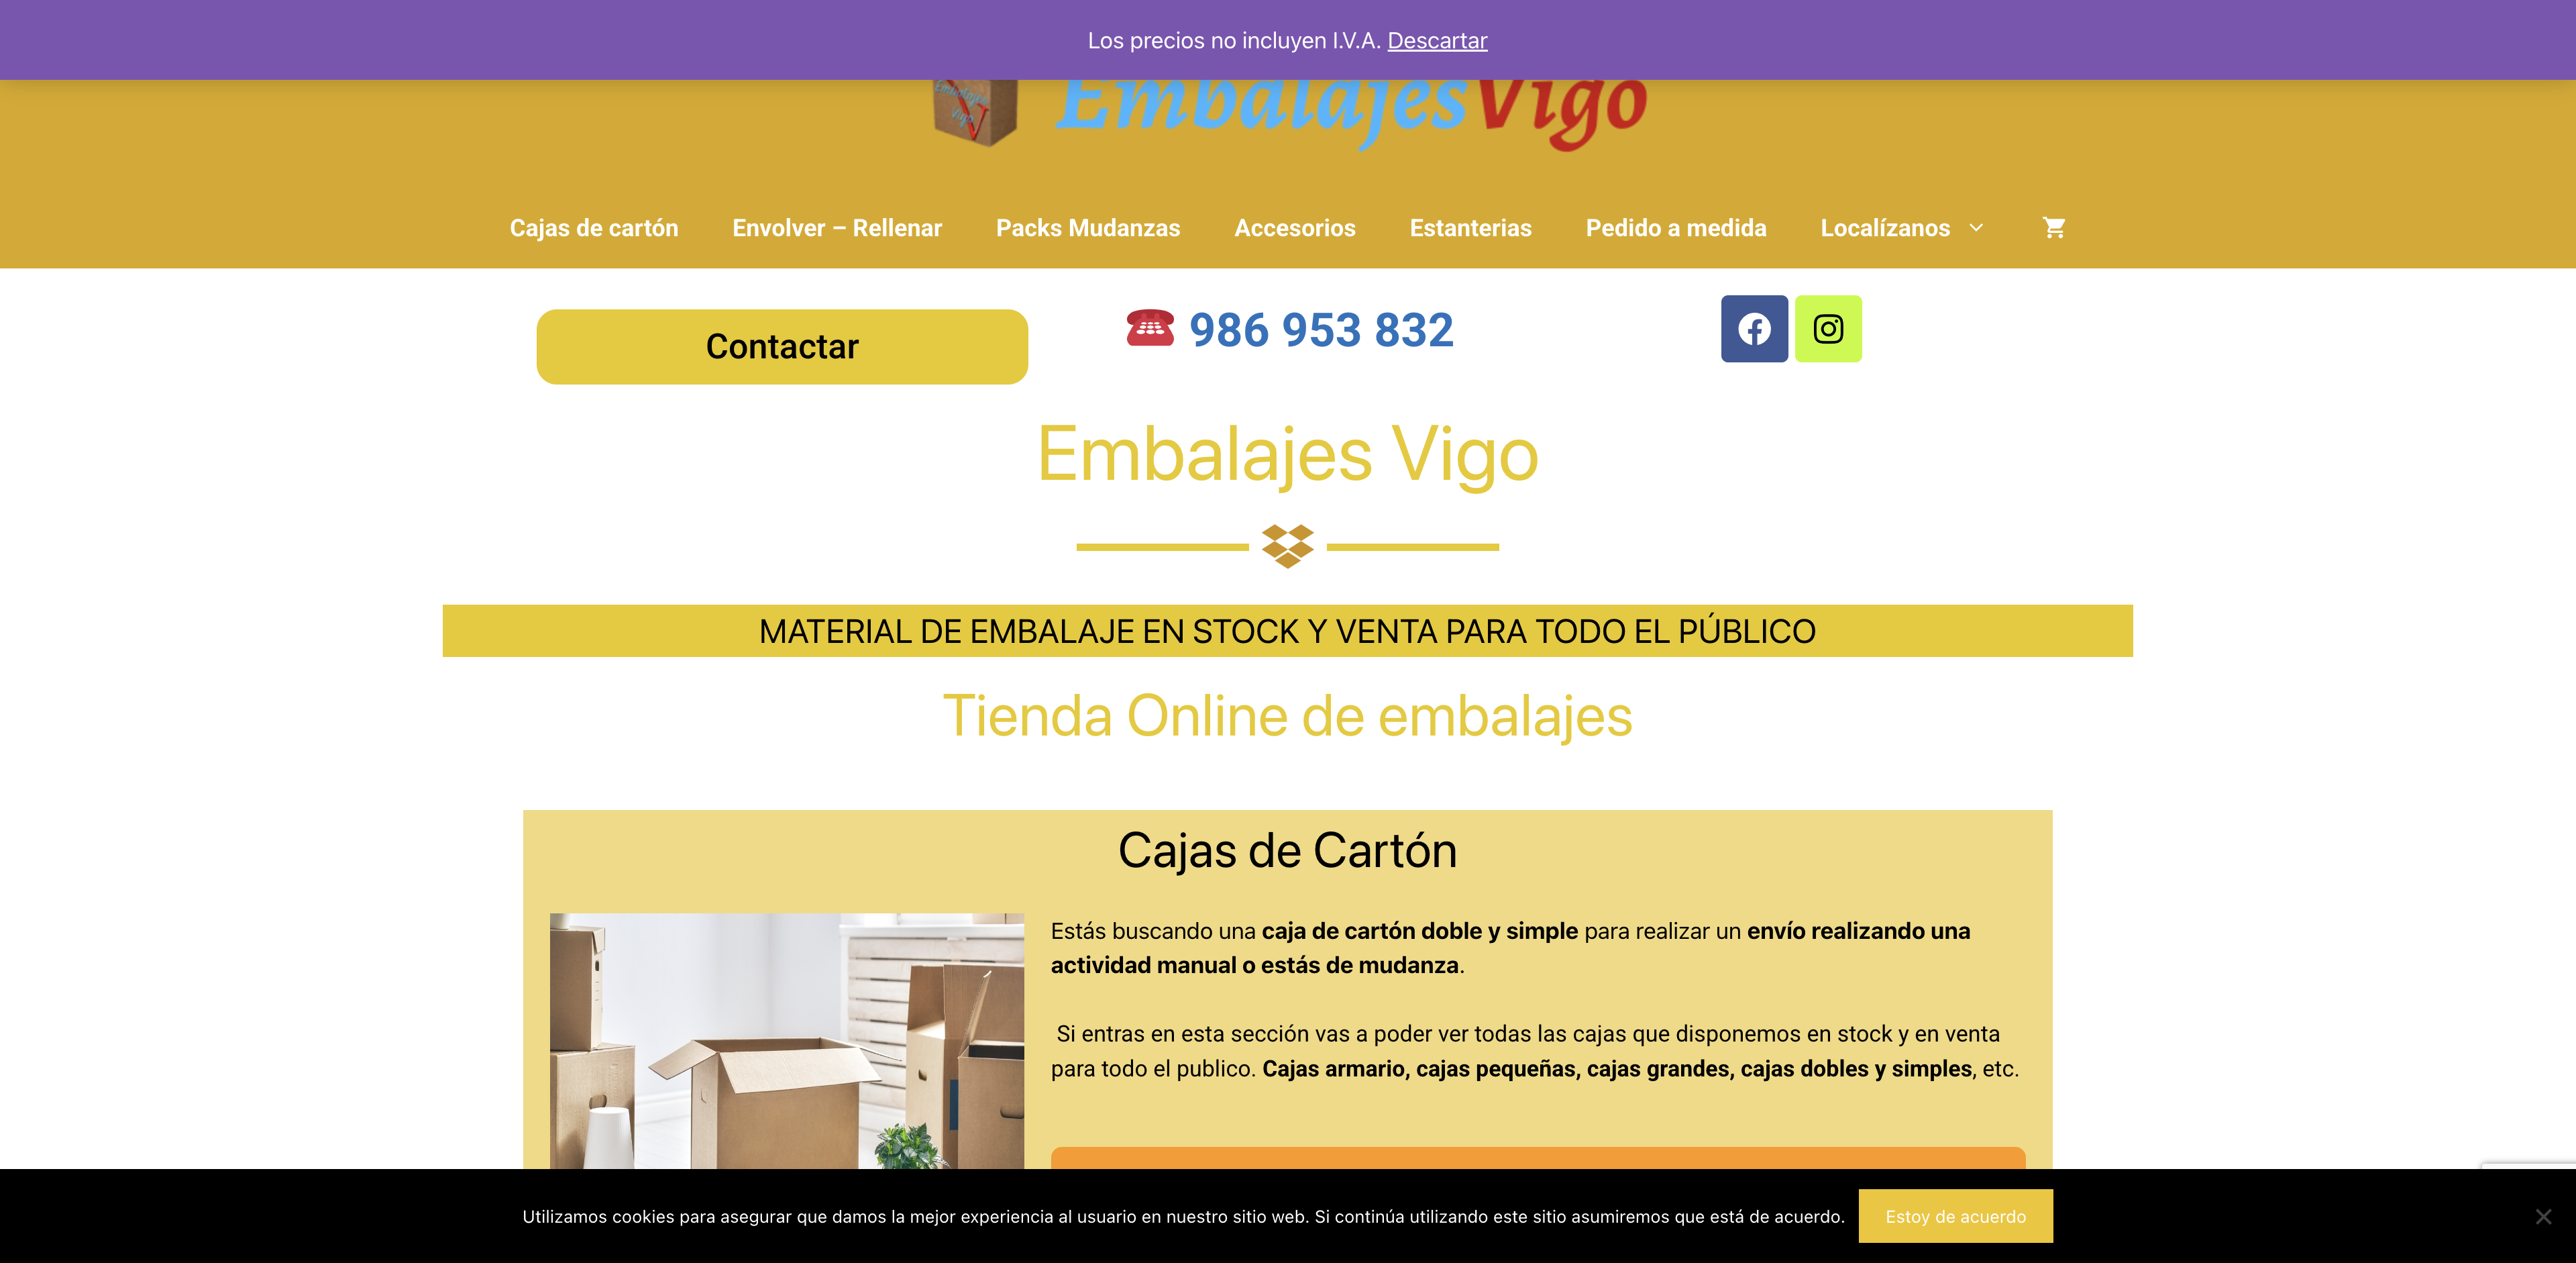 Los precios no incluyen I.V.A. Descartar
Embalajes Vigo
EmbalajesVigo
Cajas de cartón
Envolver – Rellenar
Packs Mudanzas
Accesorios
Estanterias
Pedido a medida
Localízanos
Contactar
986 953 832
Embalajes Vigo
MATERIAL DE EMBALAJE EN STOCK Y VENTA PARA TODO EL PÚBLICO
Tienda Online de embalajes
Cajas de Cartón
Estás buscando una caja de cartón doble y simple para realizar un envío realizando una
actividad manual o estás de mudanza.
Si entras en esta sección vas a poder ver todas las cajas que disponemos en stock y en venta
para todo el publico. Cajas armario, cajas pequeñas, cajas grandes, cajas dobles y simples, etc.
Utilizamos cookies para asegurar que damos la mejor experiencia al usuario en nuestro sitio web. Si continúa utilizando este sitio asumiremos que está de acuerdo.
Estoy de acuerdo